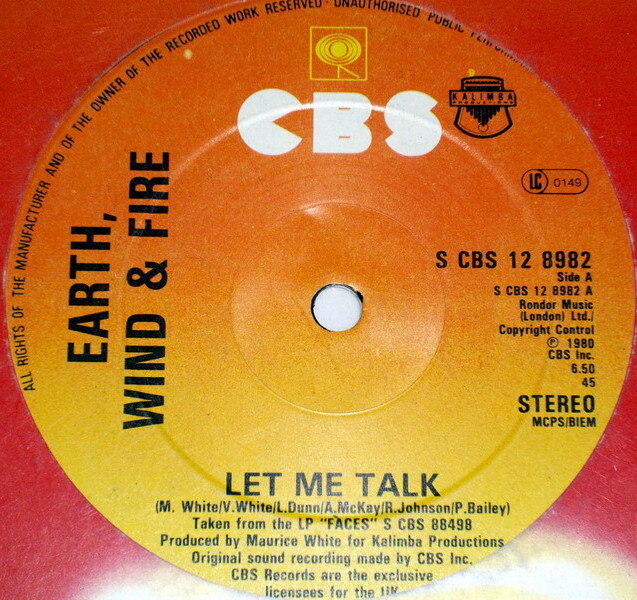 ALL RIGHTS OF THE MANUFACTURER AND OF THE OWNER OF THE RECORDED WORK RESERVED · UNAUTHORISED PUBLIC
CBS
KALIMBA
PRODUCTIONS
LC 0149
EARTH,
WIND & FIRE
S CBS 12 8982
Side A
S CBS 12 8982 A
Rondor Music
(London) Ltd./
Copyright Control
℗ 1980
CBS Inc.
6.50
45
STEREO
MCPS/BIEM
LET ME TALK
(M. White/V.White/L.Dunn/A.McKay/R.Johnson/P.Bailey)
Taken from the LP "FACES" S CBS 88498
Produced by Maurice White for Kalimba Productions
Original sound recording made by CBS Inc.
CBS Records are the exclusive
licensees for the UK